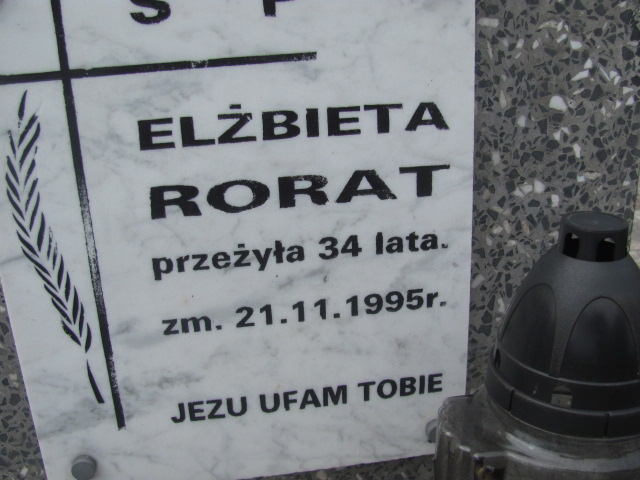 S P
ELŻBIETA
RORAT
przeżyła 34 lata.
zm. 21.11.1995r.
JEZU UFAM TOBIE